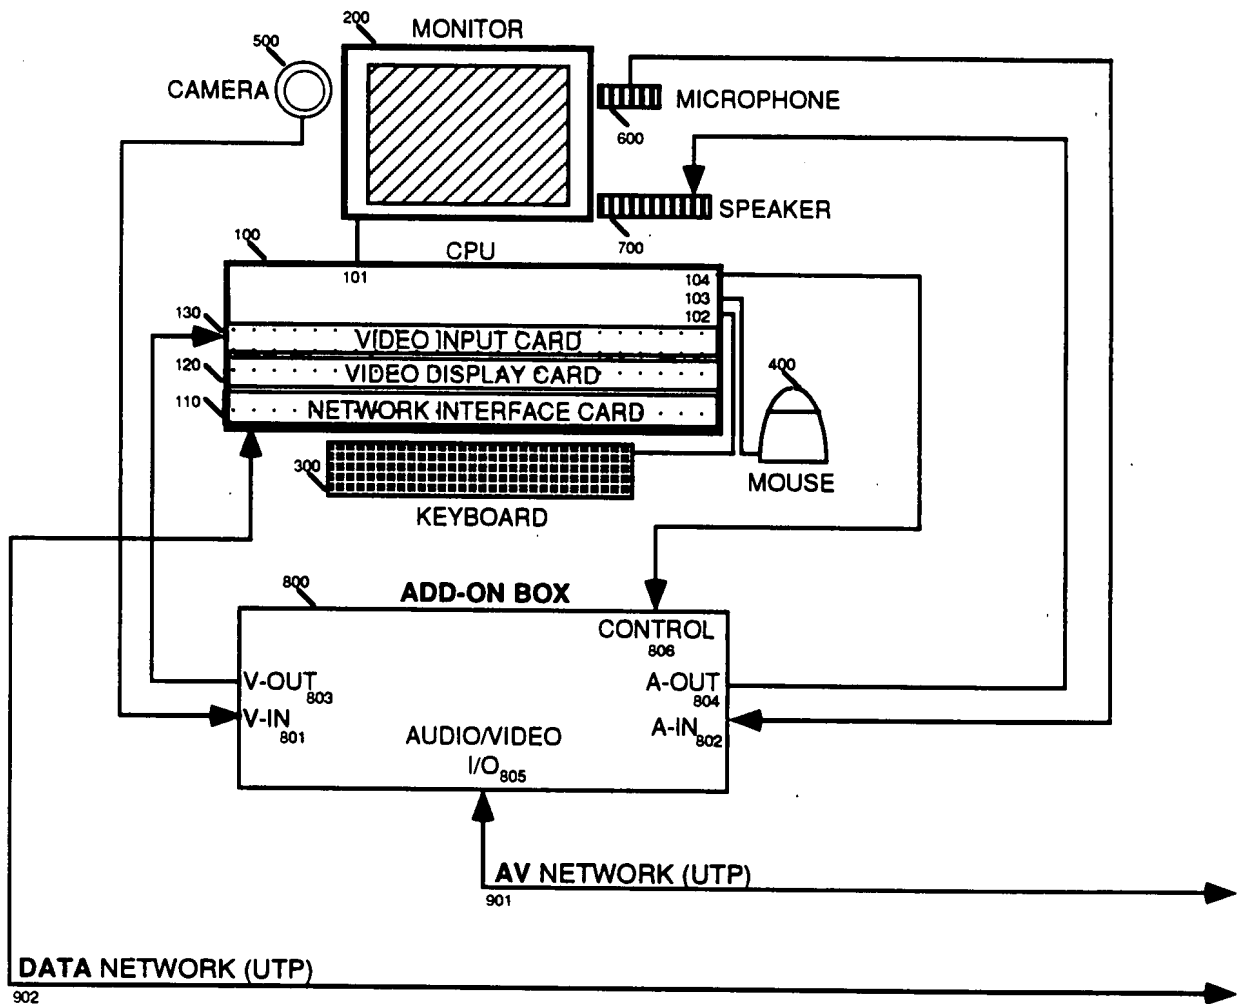 200
MONITOR
500
CAMERA
MICROPHONE
600
SPEAKER
700
100
CPU
101
104
103
102
130
VIDEO INPUT CARD
120
VIDEO DISPLAY CARD
400
110
NETWORK INTERFACE CARD
300
MOUSE
KEYBOARD
800
ADD-ON BOX
CONTROL
806
V-OUT 803
A-OUT 804
V-IN 801
A-IN 802
AUDIO/VIDEO
I/O 805
AV NETWORK (UTP)
901
DATA NETWORK (UTP)
902